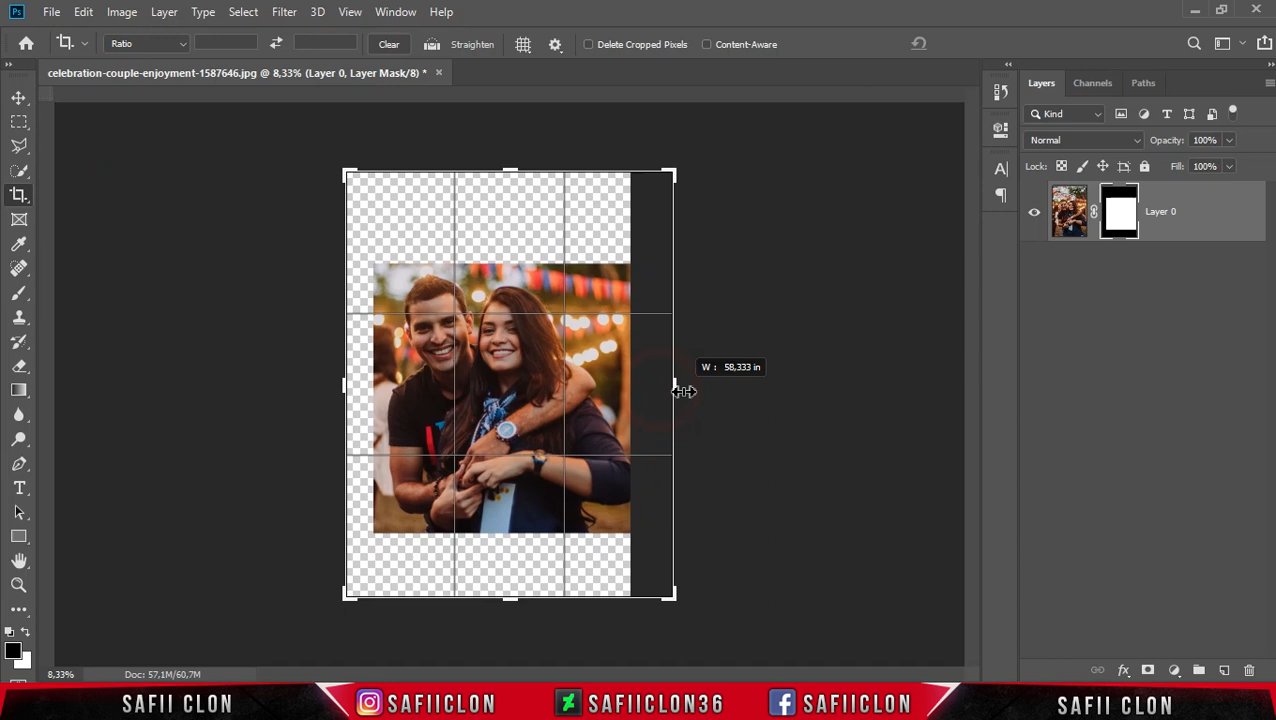 Ps File Edit Image Layer Type Select Filter 3D View Window Help
Ratio Clear Straighten Delete Cropped Pixels Content-Aware
celebration-couple-enjoyment-1587646.jpg @ 8,33% (Layer 0, Layer Mask/8) *
Layers Channels Paths
Kind
Normal Opacity: 100%
Lock: Fill: 100%
Layer 0
W : 58,333 in
8,33% Doc: 57,1M/60,7M
SAFII CLON SAFIICLON SAFIICLON36 SAFIICLON SAFII CLON